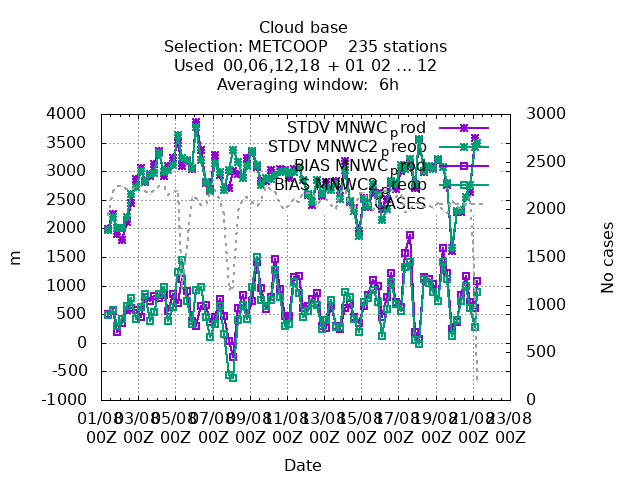 Cloud base
Selection: METCOOP 235 stations
Used 00,06,12,18 + 01 02 ... 12
Averaging window: 6h
4000
3500
3000
2500
2000
1500
1000
500
0
-500
-1000
m
3000
2500
2000
1500
1000
500
0
No cases
STDV MNWC_prod
STDV MNWC2_preop
BIAS MNWC_prod
BIAS MNWC2_preop
CASES
01/08 03/08 05/08 07/08 09/08 11/08 13/08 15/08 17/08 19/08 21/08 23/08
00Z 00Z 00Z 00Z 00Z 00Z 00Z 00Z 00Z 00Z 00Z 00Z
Date